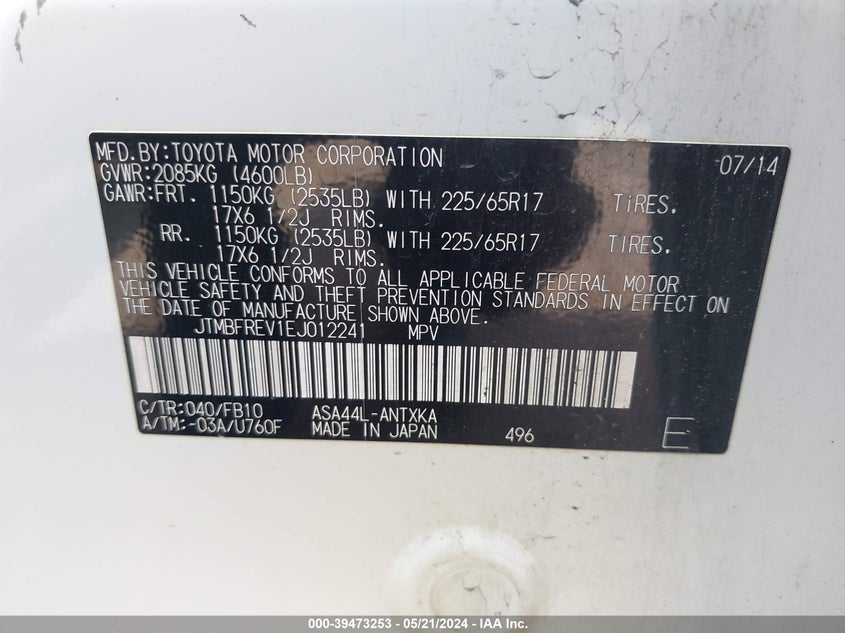 MFD.BY:TOYOTA MOTOR CORPORATION 07/14
GVWR:2085KG (4600LB)
GAWR:FRT. 1150KG (2535LB) WITH 225/65R17 TIRES.
17X6 1/2J RIMS.
RR. 1150KG (2535LB) WITH 225/65R17 TIRES.
17X6 1/2J RIMS.
THIS VEHICLE CONFORMS TO ALL APPLICABLE FEDERAL MOTOR
VEHICLE SAFETY AND THEFT PREVENTION STANDARDS IN EFFECT ON
THE DATE OF MANUFACTURE SHOWN ABOVE.
JTMBFREV1EJ012241 MPV
C/TR:040/FB10 ASA44L-ANTXKA
A/TM:-03A/U760F MADE IN JAPAN 496 E
000-39473253 - 05/21/2024 - IAA Inc.